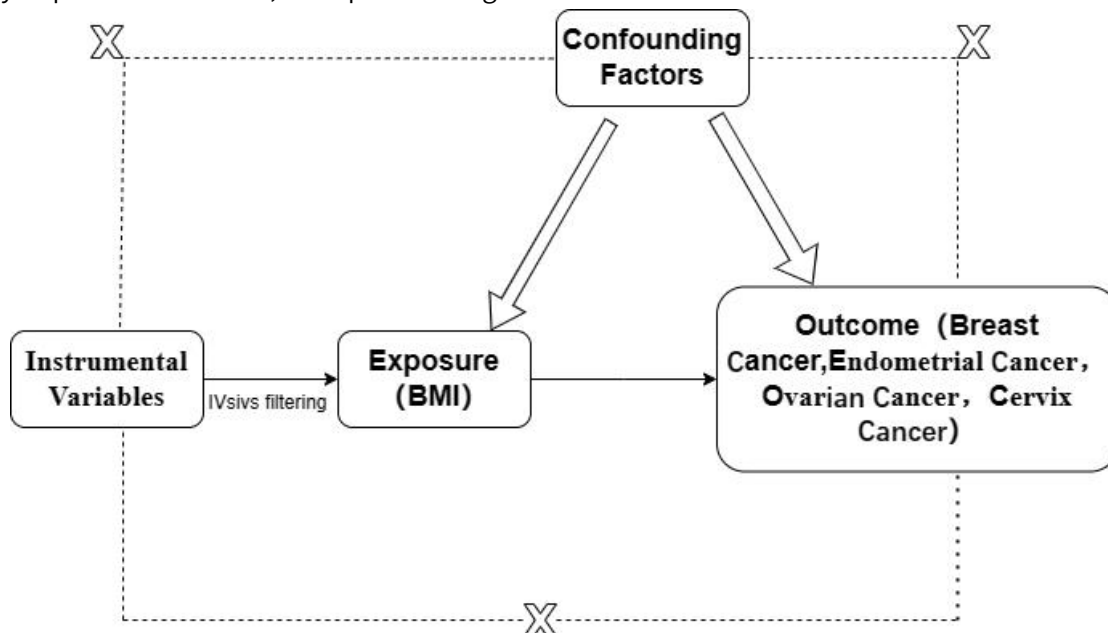 X
X
Confounding
Factors
Instrumental
Variables
IVsivs filtering
Exposure
（BMI）
Outcome（Breast
Cancer,Endometrial Cancer，
Ovarian Cancer，Cervix
Cancer）
X